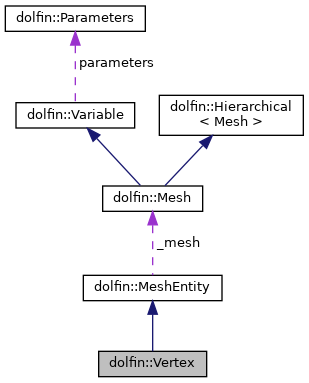 dolfin::Parameters
parameters
dolfin::Variable
dolfin::Hierarchical
< Mesh >
dolfin::Mesh
_mesh
dolfin::MeshEntity
dolfin::Vertex